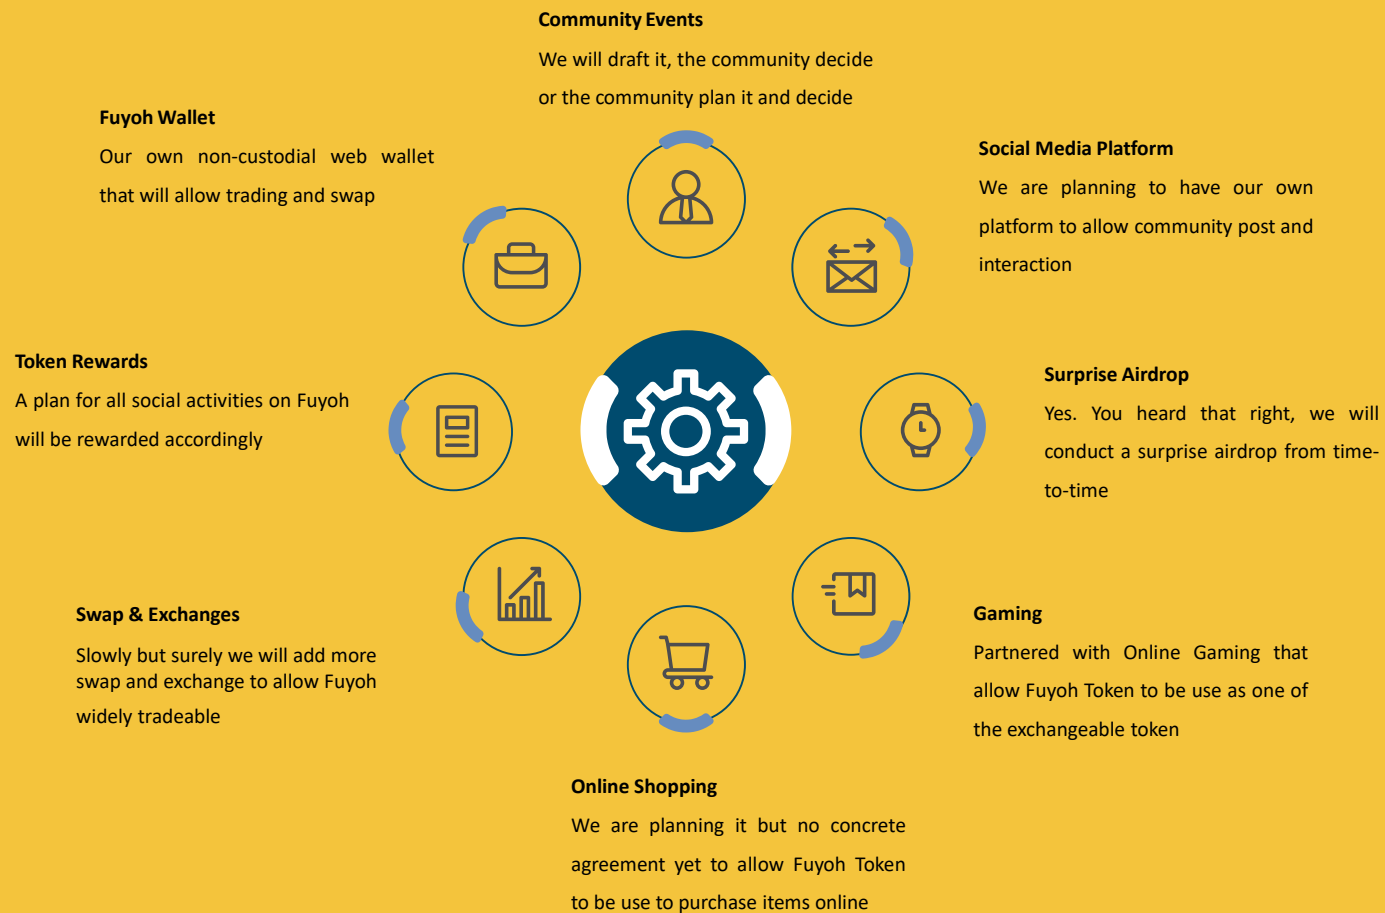 Community Events
We will draft it, the community decide
or the community plan it and decide
Fuyoh Wallet
Our own non-custodial web wallet
that will allow trading and swap
Social Media Platform
We are planning to have our own
platform to allow community post and
interaction
Token Rewards
A plan for all social activities on Fuyoh
will be rewarded accordingly
Surprise Airdrop
Yes. You heard that right, we will
conduct a surprise airdrop from time-
to-time
Swap & Exchanges
Slowly but surely we will add more
swap and exchange to allow Fuyoh
widely tradeable
Gaming
Partnered with Online Gaming that
allow Fuyoh Token to be use as one of
the exchangeable token
Online Shopping
We are planning it but no concrete
agreement yet to allow Fuyoh Token
to be use to purchase items online